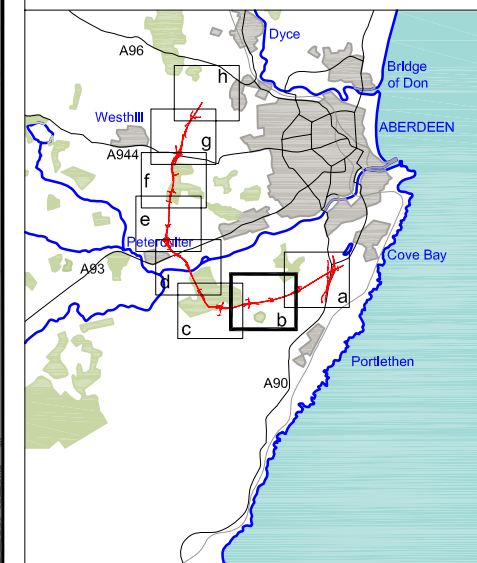 Dyce
A96
Bridge
of Don
h
Westhill
ABERDEEN
g
A944
f
e
Peterculter
Cove Bay
A93
d
a
c
b
Portlethen
A90